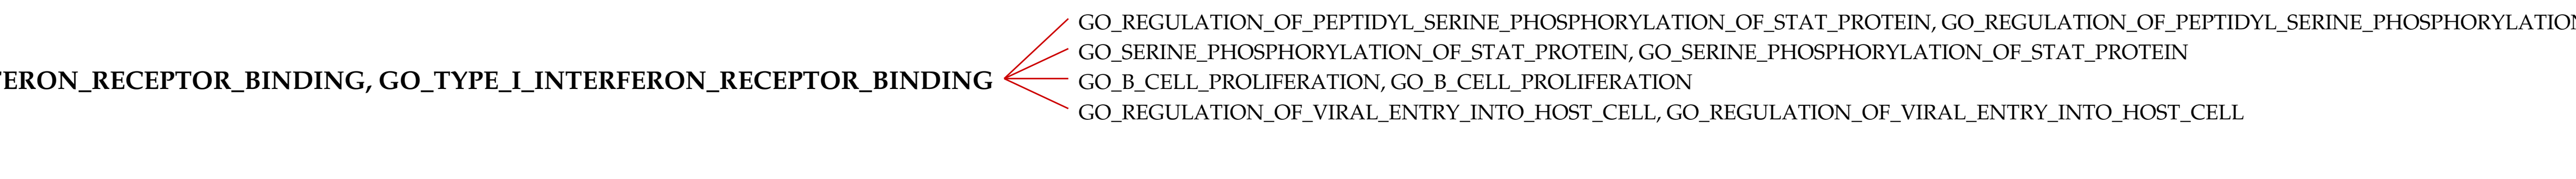 GO_REGULATION_OF_PEPTIDYL_SERINE_PHOSPHORYLATION_OF_STAT_PROTEIN, GO_REGULATION_OF_PEPTIDYL_SERINE_PHOSPHORYLATION
GO_SERINE_PHOSPHORYLATION_OF_STAT_PROTEIN, GO_SERINE_PHOSPHORYLATION_OF_STAT_PROTEIN
FERON_RECEPTOR_BINDING, GO_TYPE_I_INTERFERON_RECEPTOR_BINDING
GO_B_CELL_PROLIFERATION, GO_B_CELL_PROLIFERATION
GO_REGULATION_OF_VIRAL_ENTRY_INTO_HOST_CELL, GO_REGULATION_OF_VIRAL_ENTRY_INTO_HOST_CELL